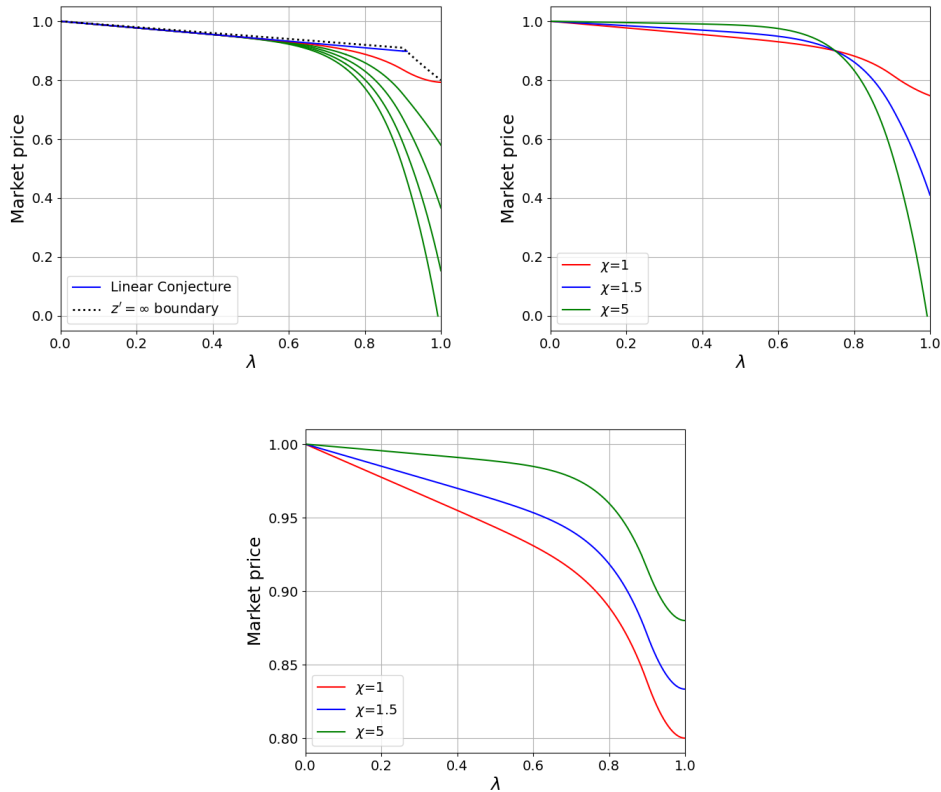 1.0
0.8
0.6
0.4
0.2
0.0
Market price
Linear Conjecture
z′ = ∞ boundary
0.0 0.2 0.4 0.6 0.8 1.0
λ
1.0
0.8
0.6
0.4
0.2
0.0
Market price
χ=1
χ=1.5
χ=5
0.0 0.2 0.4 0.6 0.8 1.0
λ
1.00
0.95
0.90
0.85
0.80
Market price
χ=1
χ=1.5
χ=5
0.0 0.2 0.4 0.6 0.8 1.0
λ